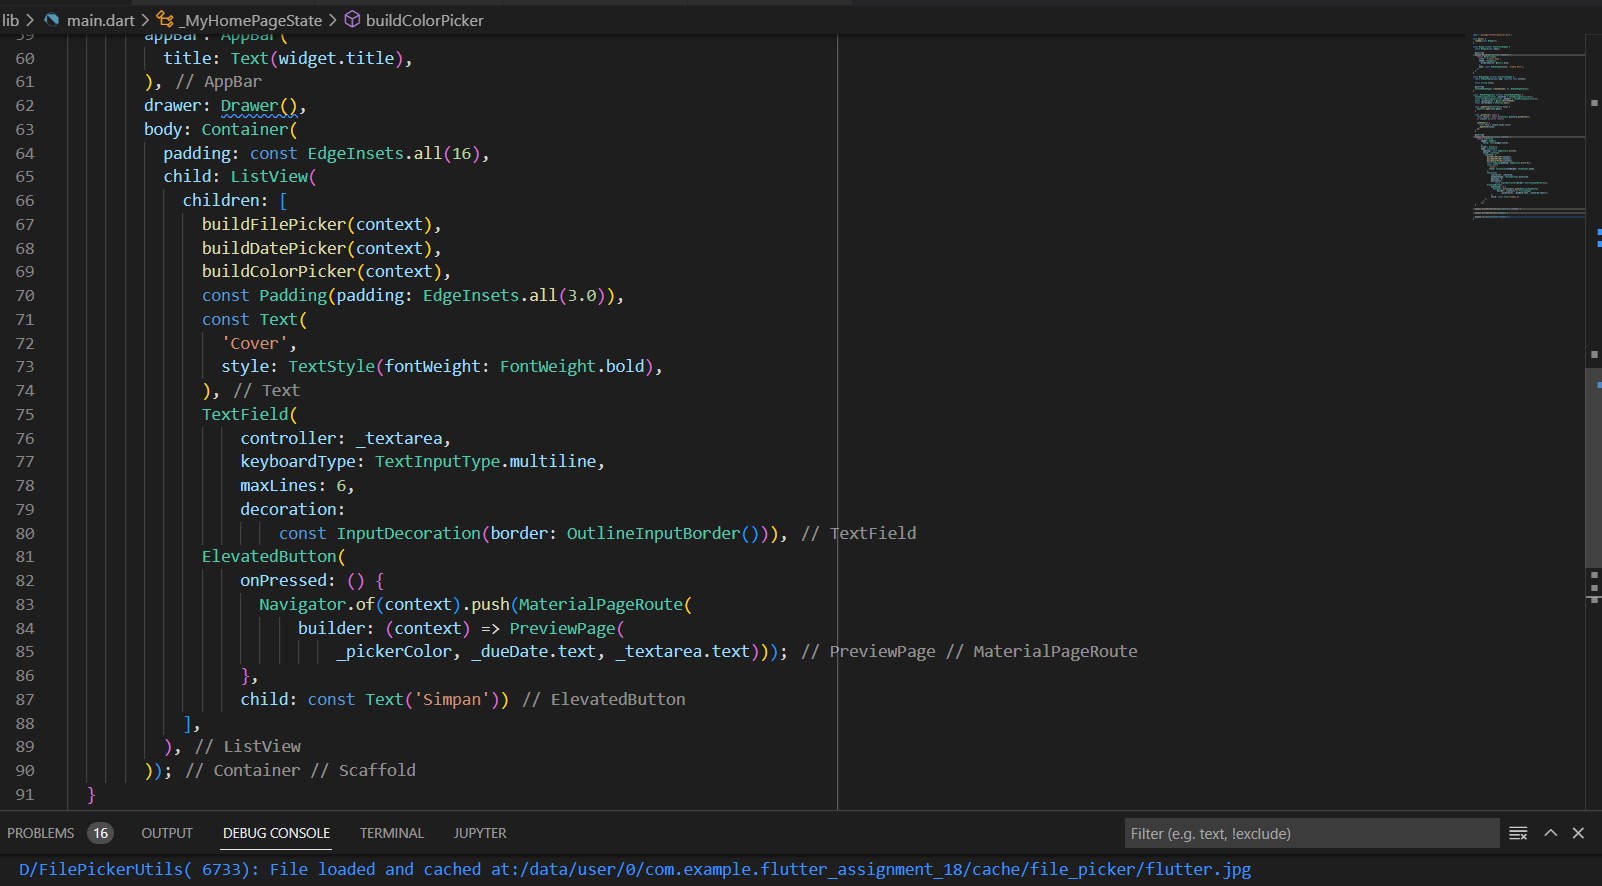 lib > main.dart > _MyHomePageState > buildColorPicker
59 appBar: AppBar(
60 title: Text(widget.title),
61 ), // AppBar
62 drawer: Drawer(),
63 body: Container(
64 padding: const EdgeInsets.all(16),
65 child: ListView(
66 children: [
67 buildFilePicker(context),
68 buildDatePicker(context),
69 buildColorPicker(context),
70 const Padding(padding: EdgeInsets.all(3.0)),
71 const Text(
72 'Cover',
73 style: TextStyle(fontWeight: FontWeight.bold),
74 ), // Text
75 TextField(
76 controller: _textarea,
77 keyboardType: TextInputType.multiline,
78 maxLines: 6,
79 decoration:
80 const InputDecoration(border: OutlineInputBorder())), // TextField
81 ElevatedButton(
82 onPressed: () {
83 Navigator.of(context).push(MaterialPageRoute(
84 builder: (context) => PreviewPage(
85 _pickerColor, _dueDate.text, _textarea.text))); // PreviewPage // MaterialPageRoute
86 },
87 child: const Text('Simpan')) // ElevatedButton
88 ],
89 ), // ListView
90 )); // Container // Scaffold
91 }
PROBLEMS 16 OUTPUT DEBUG CONSOLE TERMINAL JUPYTER Filter (e.g. text, !exclude)
D/FilePickerUtils( 6733): File loaded and cached at:/data/user/0/com.example.flutter_assignment_18/cache/file_picker/flutter.jpg